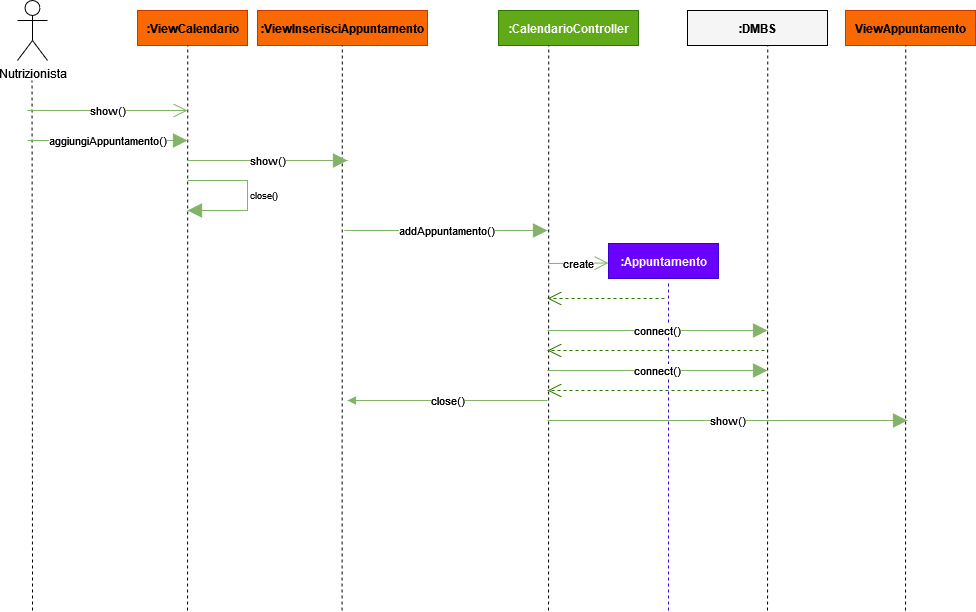 :ViewCalendario
:ViewInserisciAppuntamento
:CalendarioController
:DMBS
ViewAppuntamento
Nutrizionista
show()
aggiungiAppuntamento()
show()
close()
addAppuntamento()
create
:Appuntamento
connect()
connect()
close()
show()